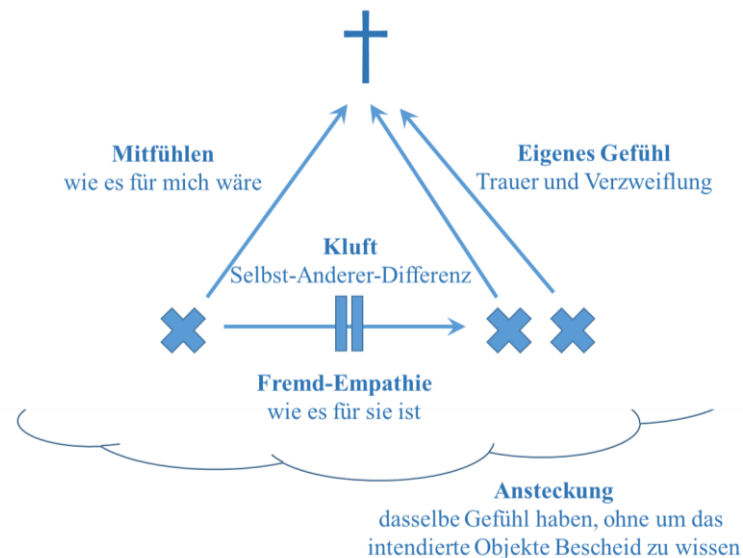 Mitfühlen
wie es für mich wäre
Eigenes Gefühl
Trauer und Verzweiflung
Kluft
Selbst-Anderer-Differenz
Fremd-Empathie
wie es für sie ist
Ansteckung
dasselbe Gefühl haben, ohne um das
intendierte Objekte Bescheid zu wissen